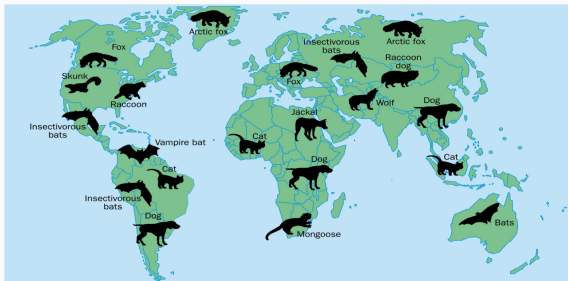 Arctic fox
Arctic fox
Insectivorous
bats
Fox
Raccoon
dog
Skunk
Fox
Raccoon
Wolf
Dog
Jackel
Insectivorous
bats
Vampire bat
Cat
Dog
Cat
Cat
Insectivorous
bats
Dog
Bats
Mongoose